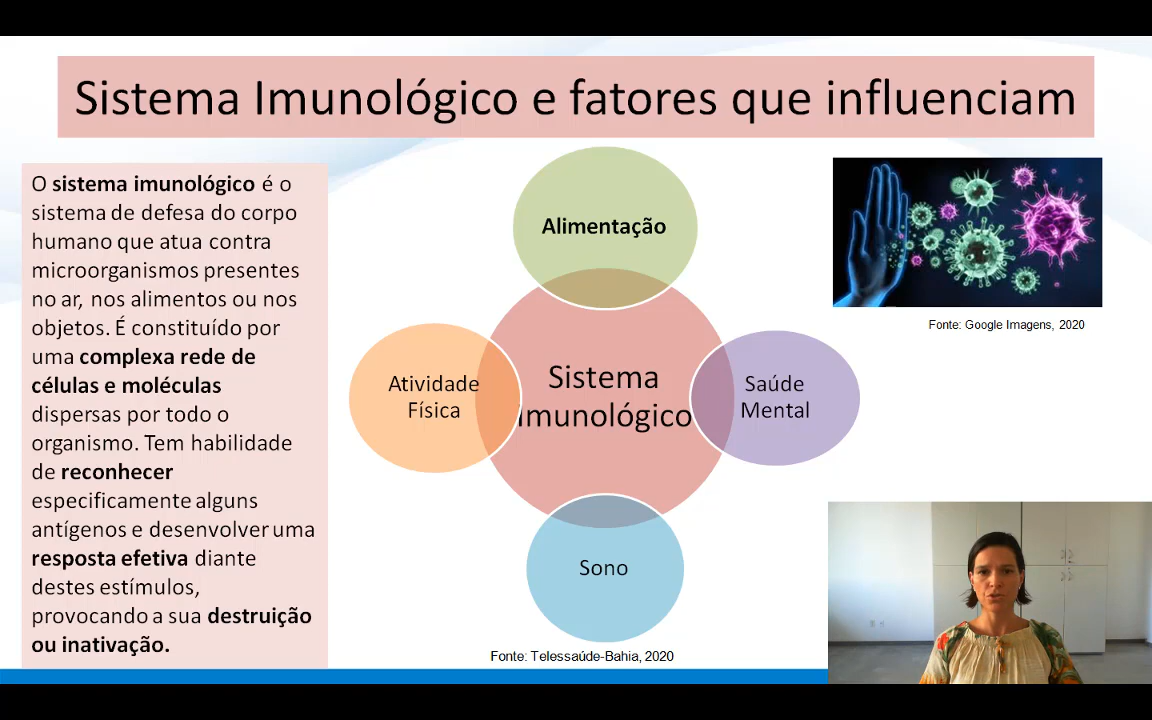 Sistema Imunológico e fatores que influenciam
O sistema imunológico é o
sistema de defesa do corpo
humano que atua contra
microorganismos presentes
no ar, nos alimentos ou nos
objetos. É constituído por
uma complexa rede de
células e moléculas
dispersas por todo o
organismo. Tem habilidade
de reconhecer
especificamente alguns
antígenos e desenvolver uma
resposta efetiva diante
destes estímulos,
provocando a sua destruição
ou inativação.
Alimentação
Atividade
Física
Sistema
Imunológico
Saúde
Mental
Sono
Fonte: Telessaúde-Bahia, 2020
Fonte: Google Imagens, 2020